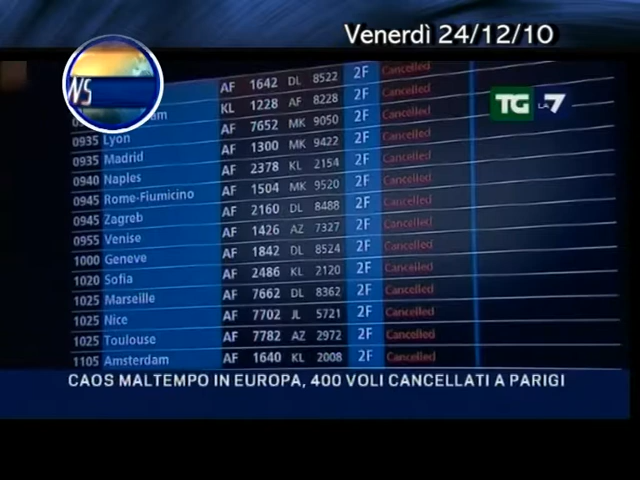 Venerdì 24/12/10
NS
TG LA7
AF 1642 DL 8522 2F Cancelled
KL 1228 AF 8228 2F Cancelled
0935 Lyon AF 7652 MK 9050 2F Cancelled
0935 Madrid AF 1300 MK 9422 2F Cancelled
0940 Naples AF 2378 KL 2154 2F Cancelled
0945 Rome-Fiumicino AF 1504 MK 9520 2F Cancelled
0945 Zagreb AF 2160 DL 8488 2F Cancelled
0955 Venise AF 1426 AZ 7327 2F Cancelled
1000 Geneve AF 1842 DL 8524 2F Cancelled
1020 Sofia AF 2486 KL 2120 2F Cancelled
1025 Marseille AF 7662 DL 8362 2F Cancelled
1025 Nice AF 7702 JL 5721 2F Cancelled
1025 Toulouse AF 7782 AZ 2972 2F Cancelled
1105 Amsterdam AF 1640 KL 2008 2F Cancelled
CAOS MALTEMPO IN EUROPA, 400 VOLI CANCELLATI A PARIGI